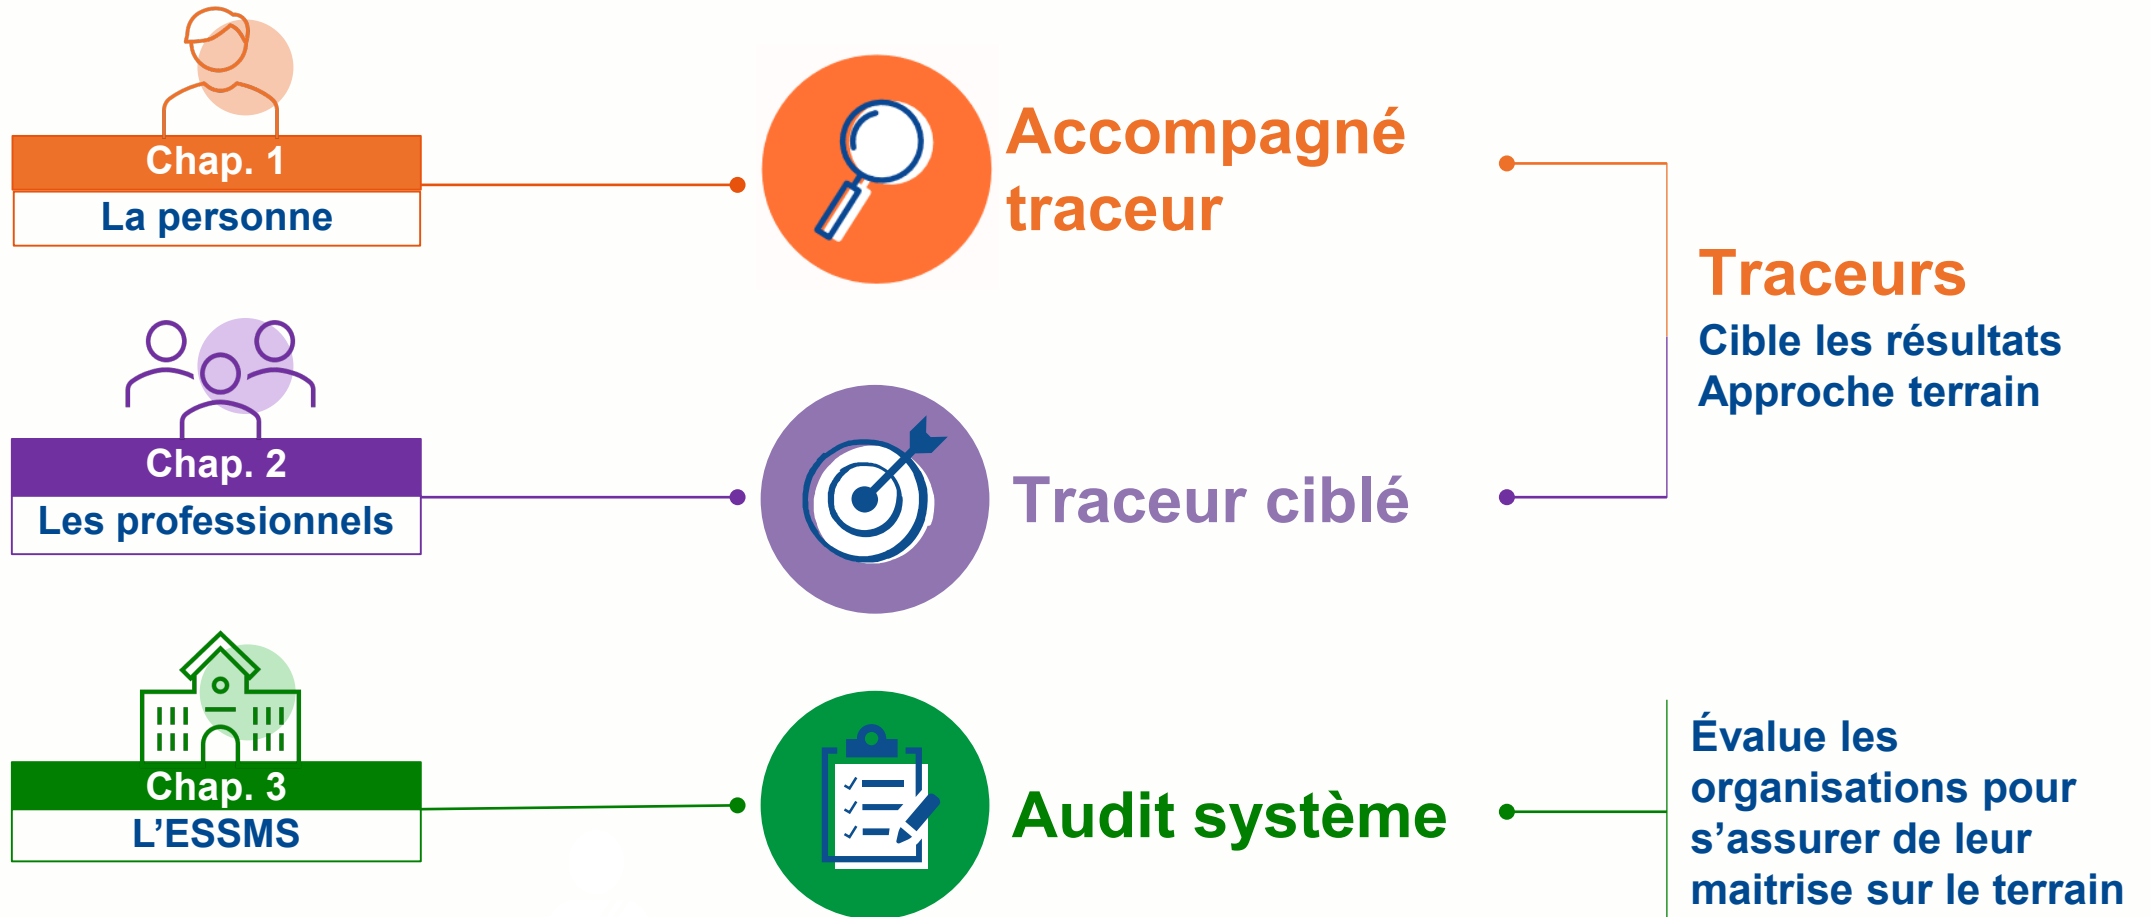 Chap. 1
La personne
Accompagné
traceur
Traceurs
Cible les résultats
Approche terrain
Chap. 2
Les professionnels
Traceur ciblé
Chap. 3
L’ESSMS
Audit système
Évalue les
organisations pour
s’assurer de leur
maitrise sur le terrain